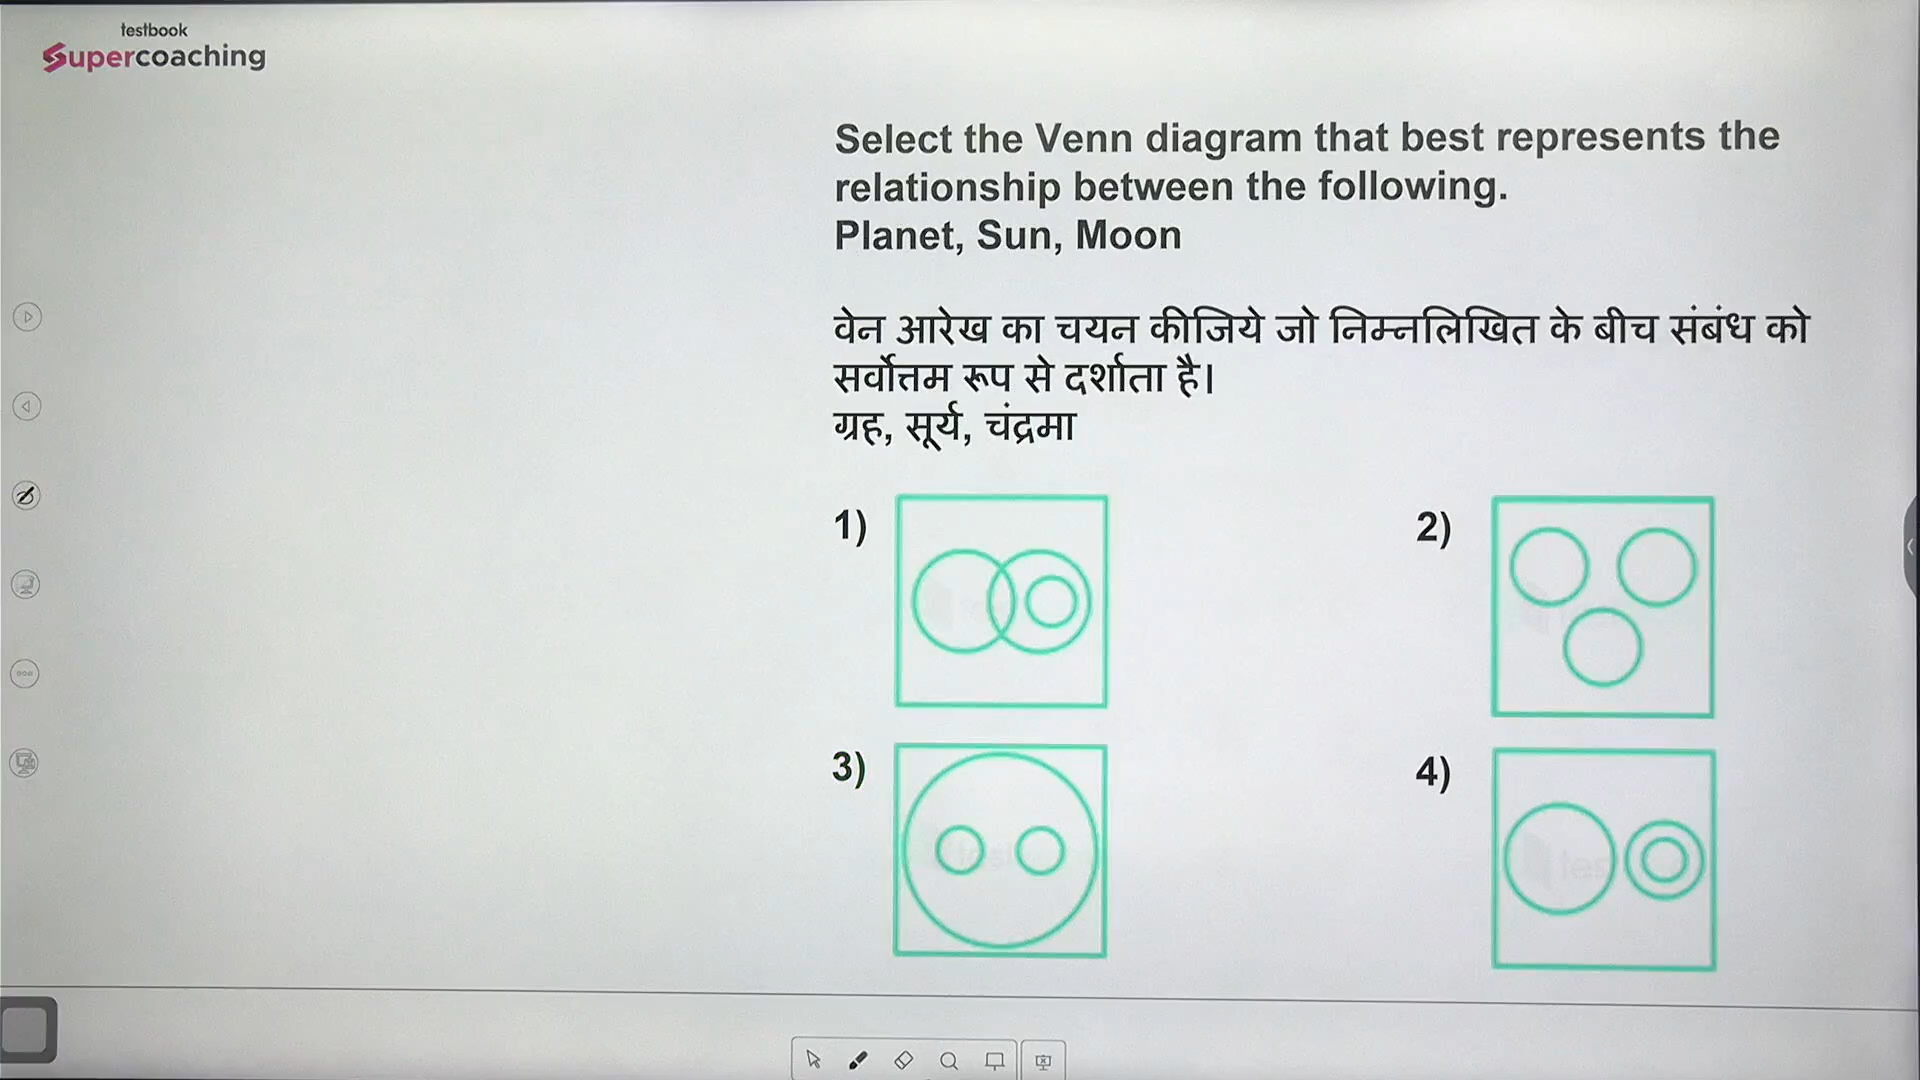 testbook
Supercoaching
Select the Venn diagram that best represents the
relationship between the following.
Planet, Sun, Moon
वेन आरेख का चयन कीजिये जो निम्नलिखित के बीच संबंध को
सर्वोत्तम रूप से दर्शाता है।
ग्रह, सूर्य, चंद्रमा
1)
2)
3)
4)